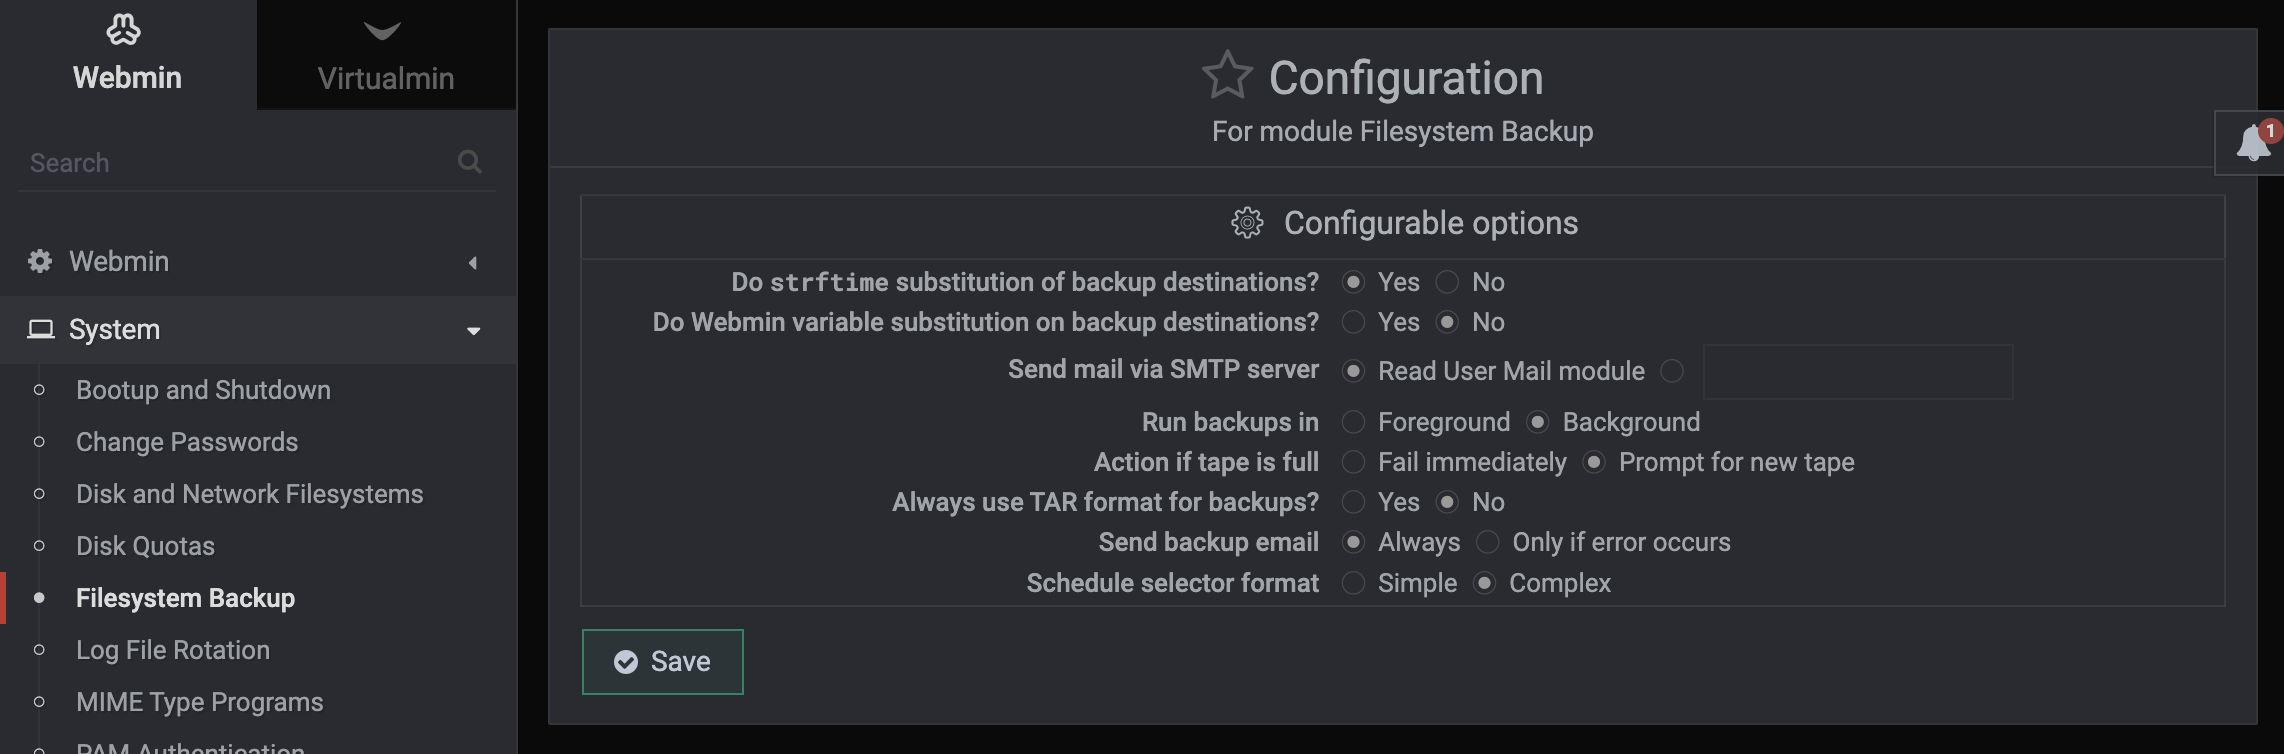 Webmin
Virtualmin
Search
Webmin
System
Bootup and Shutdown
Change Passwords
Disk and Network Filesystems
Disk Quotas
Filesystem Backup
Log File Rotation
MIME Type Programs
PAM Authentication
Configuration
For module Filesystem Backup
1
Configurable options
Do strftime substitution of backup destinations? Yes No
Do Webmin variable substitution on backup destinations? Yes No
Send mail via SMTP server Read User Mail module
Run backups in Foreground Background
Action if tape is full Fail immediately Prompt for new tape
Always use TAR format for backups? Yes No
Send backup email Always Only if error occurs
Schedule selector format Simple Complex
Save